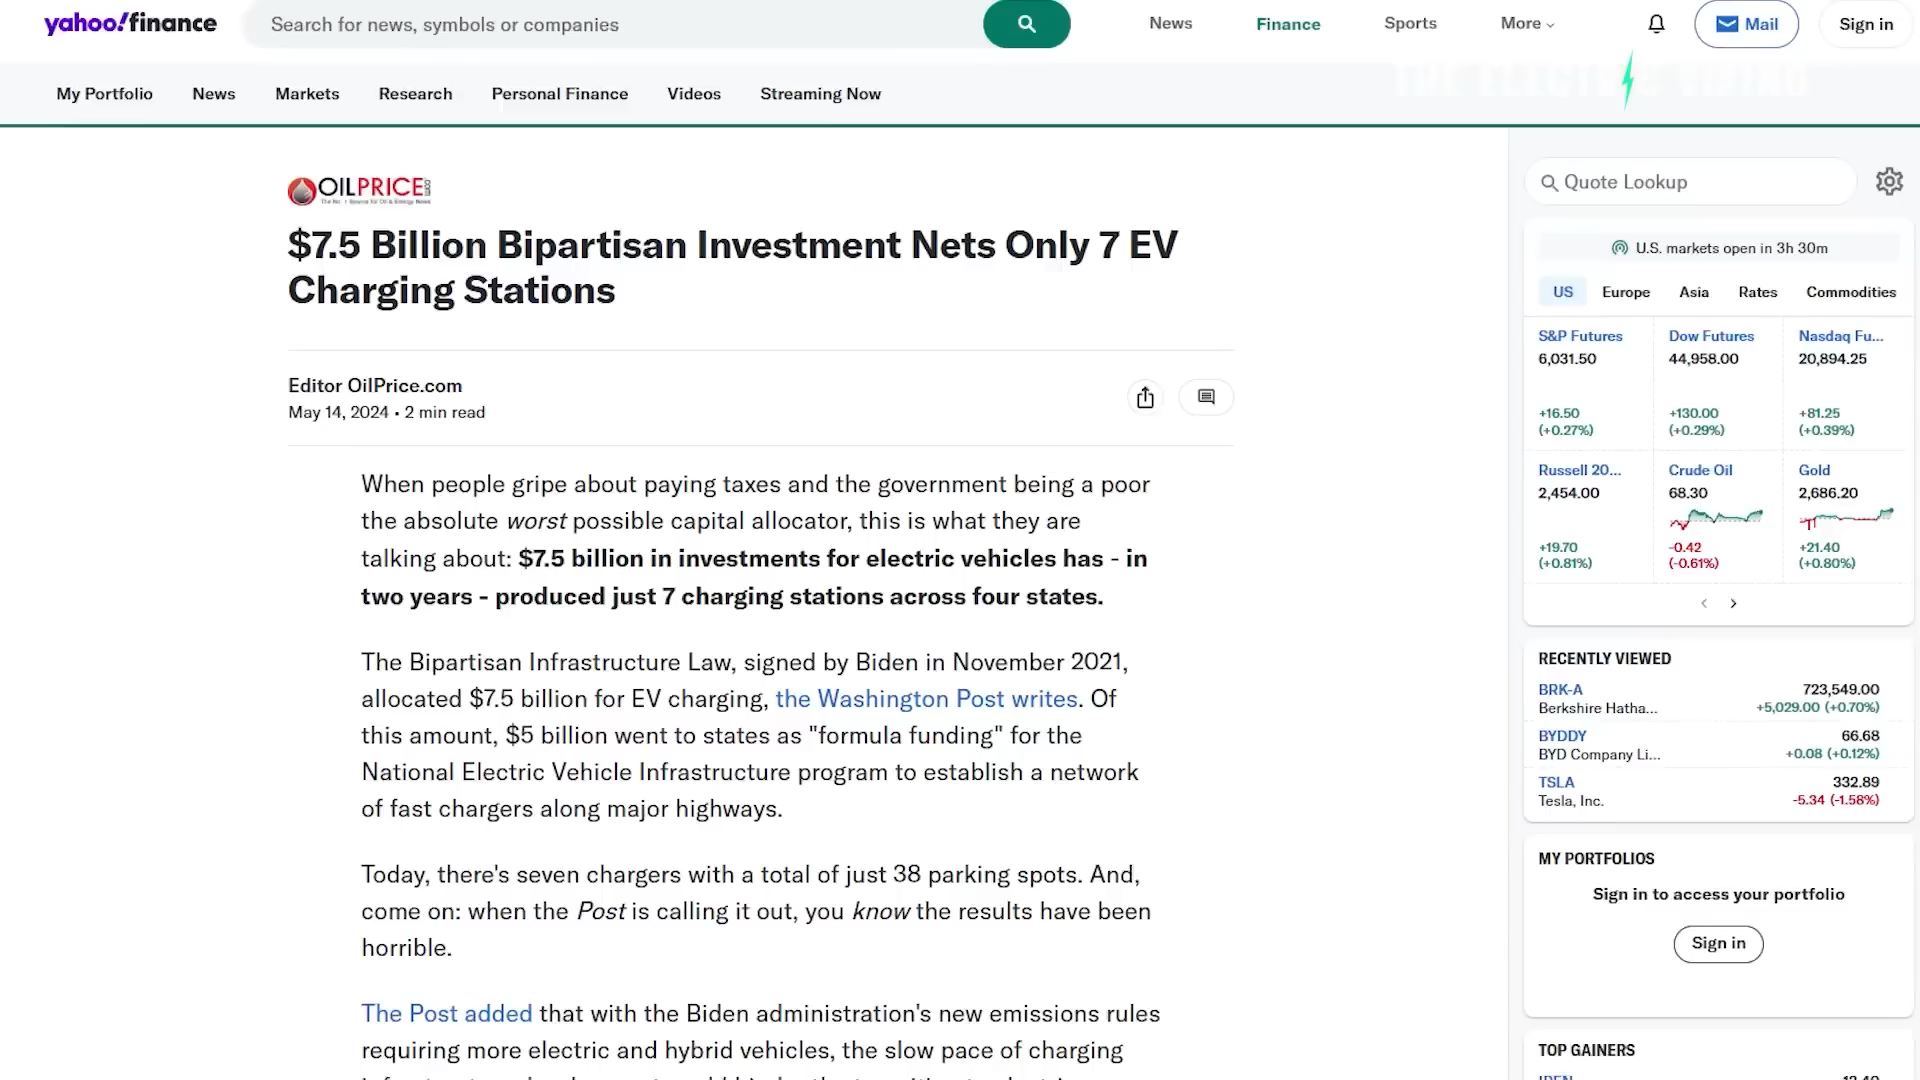 yahoo!finance
Search for news, symbols or companies
News
Finance
Sports
More
Mail
Sign in
My Portfolio
News
Markets
Research
Personal Finance
Videos
Streaming Now
OILPRICE.COM
The No. 1 Source for Oil & Energy News
$7.5 Billion Bipartisan Investment Nets Only 7 EV
Charging Stations
Editor OilPrice.com
May 14, 2024 • 2 min read
When people gripe about paying taxes and the government being a poor
the absolute worst possible capital allocator, this is what they are
talking about: $7.5 billion in investments for electric vehicles has - in
two years - produced just 7 charging stations across four states.
The Bipartisan Infrastructure Law, signed by Biden in November 2021,
allocated $7.5 billion for EV charging, the Washington Post writes. Of
this amount, $5 billion went to states as "formula funding" for the
National Electric Vehicle Infrastructure program to establish a network
of fast chargers along major highways.
Today, there's seven chargers with a total of just 38 parking spots. And,
come on: when the Post is calling it out, you know the results have been
horrible.
The Post added that with the Biden administration's new emissions rules
requiring more electric and hybrid vehicles, the slow pace of charging
Quote Lookup
U.S. markets open in 3h 30m
US
Europe
Asia
Rates
Commodities
S&P Futures
6,031.50
+16.50
(+0.27%)
Dow Futures
44,958.00
+130.00
(+0.29%)
Nasdaq Fu...
20,894.25
+81.25
(+0.39%)
Russell 20...
2,454.00
+19.70
(+0.81%)
Crude Oil
68.30
-0.42
(-0.61%)
Gold
2,686.20
+21.40
(+0.80%)
RECENTLY VIEWED
BRK-A 723,549.00
Berkshire Hatha... +5,029.00 (+0.70%)
BYDDY 66.68
BYD Company Li... +0.08 (+0.12%)
TSLA 332.89
Tesla, Inc. -5.34 (-1.58%)
MY PORTFOLIOS
Sign in to access your portfolio
Sign in
TOP GAINERS